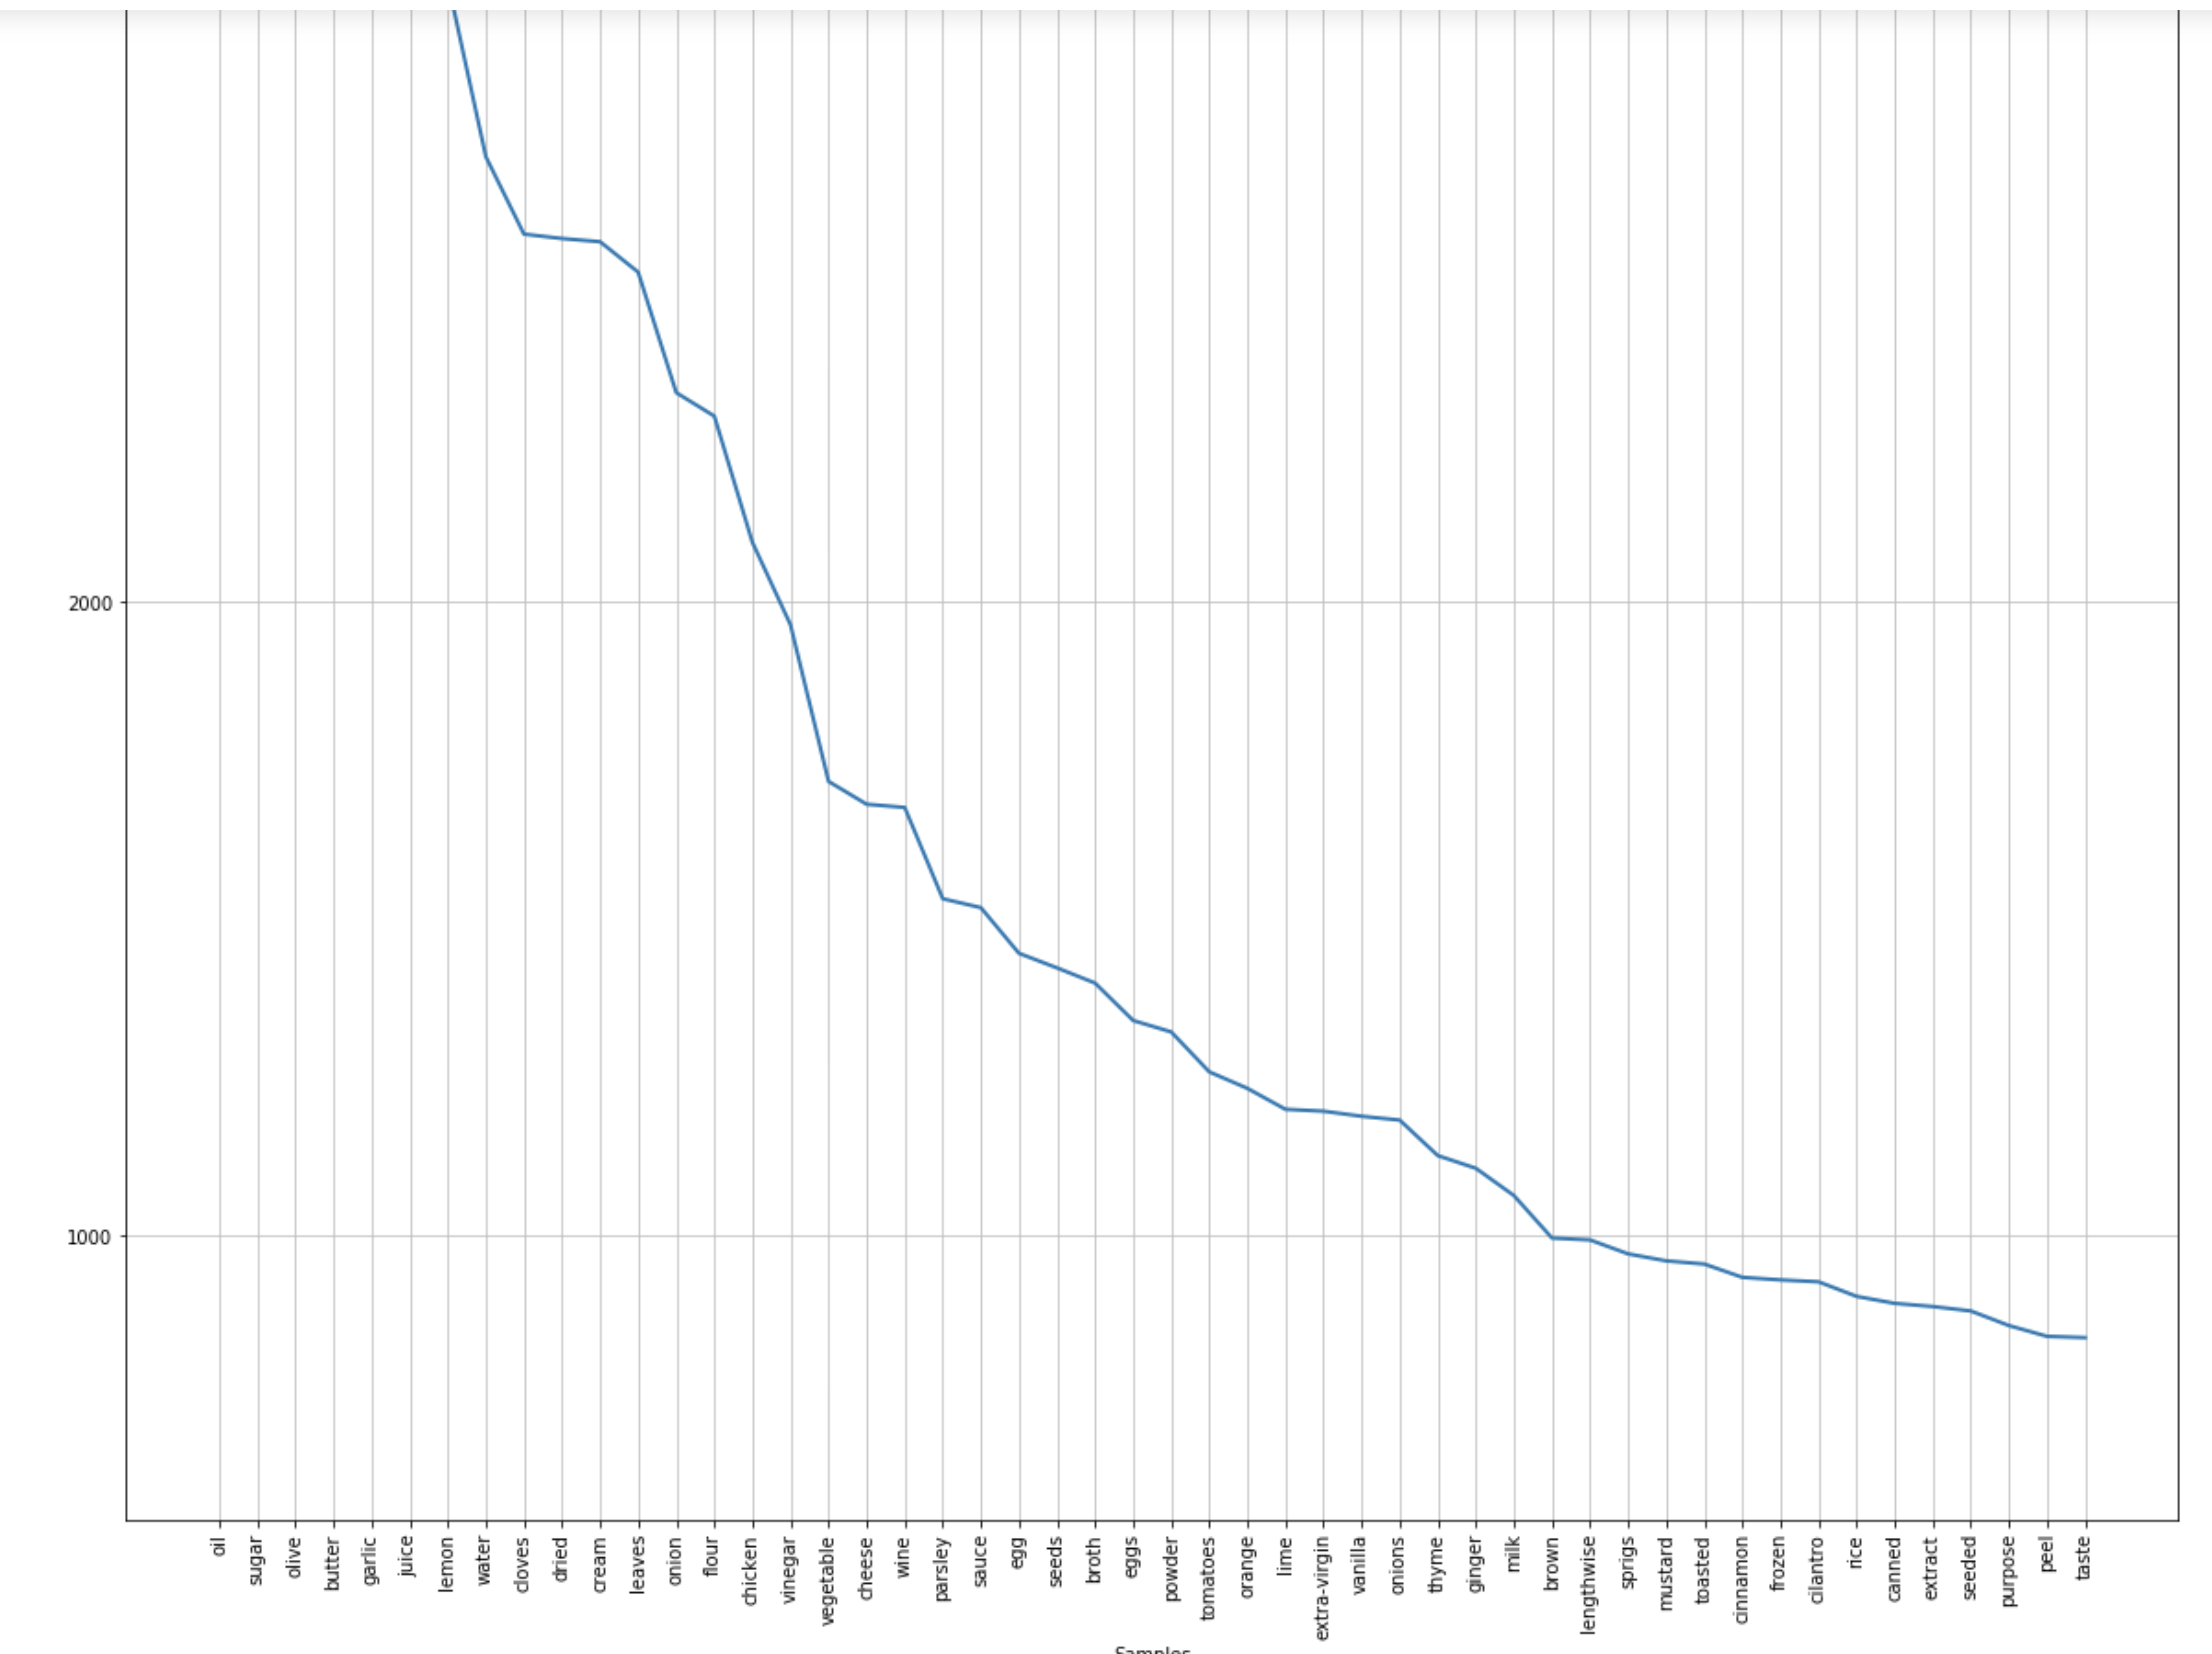 2000
1000
oil
sugar
olive
butter
garlic
juice
lemon
water
cloves
dried
cream
leaves
onion
flour
chicken
vinegar
vegetable
cheese
wine
parsley
sauce
egg
seeds
broth
eggs
powder
tomatoes
orange
lime
extra-virgin
vanilla
onions
thyme
ginger
milk
brown
lengthwise
sprigs
mustard
toasted
cinnamon
frozen
cilantro
rice
canned
extract
seeded
purpose
peel
taste
Samples